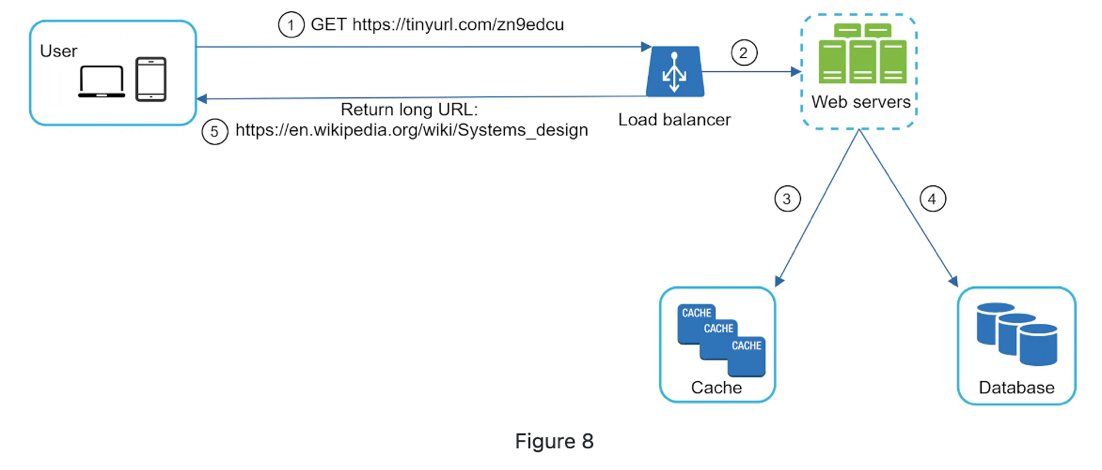 ① GET https://tinyurl.com/zn9edcu
User
②
Web servers
Load balancer
Return long URL:
⑤ https://en.wikipedia.org/wiki/Systems_design
③
④
CACHE
CACHE
CACHE
Cache
Database
Figure 8